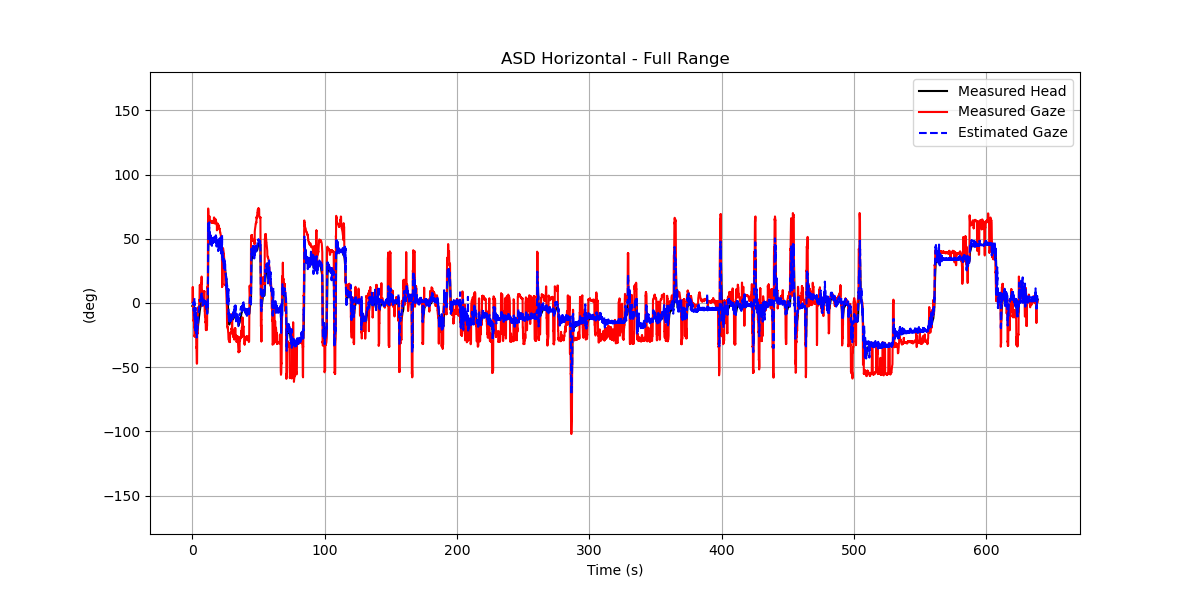 ASD Horizontal - Full Range
Measured Head
Measured Gaze
Estimated Gaze
150
100
50
0
−50
−100
−150
(deg)
0 100 200 300 400 500 600
Time (s)